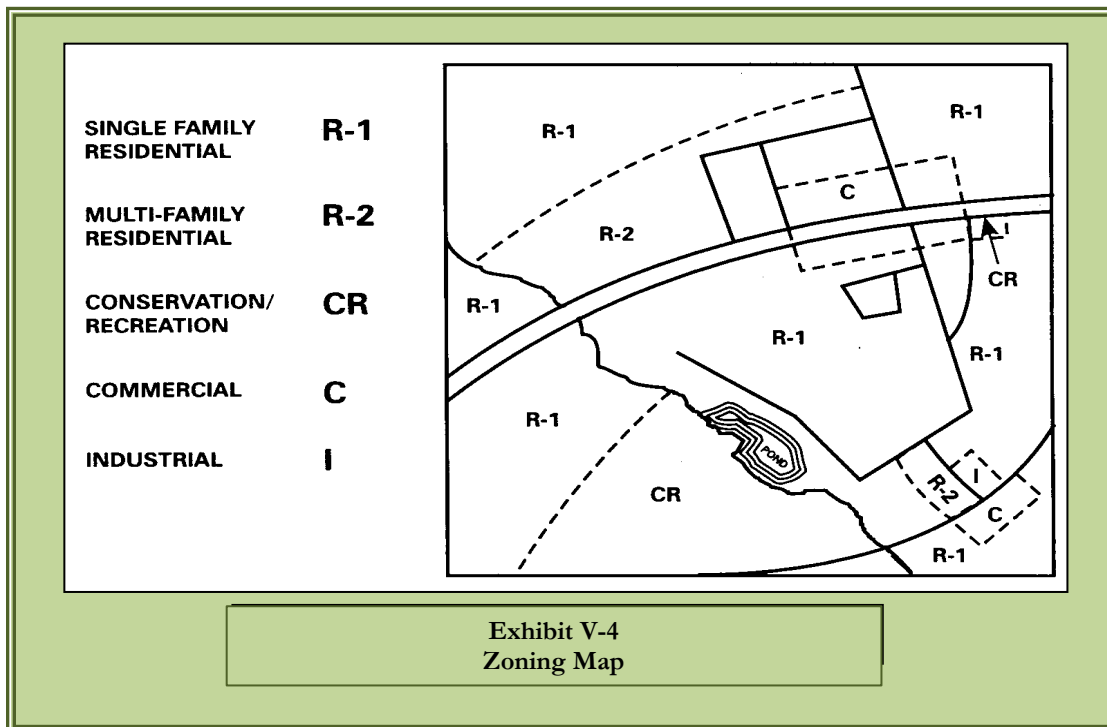 SINGLE FAMILY
RESIDENTIAL
R-1
MULTI-FAMILY
RESIDENTIAL
R-2
CONSERVATION/
RECREATION
CR
COMMERCIAL
C
INDUSTRIAL
I
R-1
R-1
C
R-2
I
CR
R-1
R-1
R-1
R-1
POND
CR
R-2
I
C
R-1
Exhibit V-4
Zoning Map